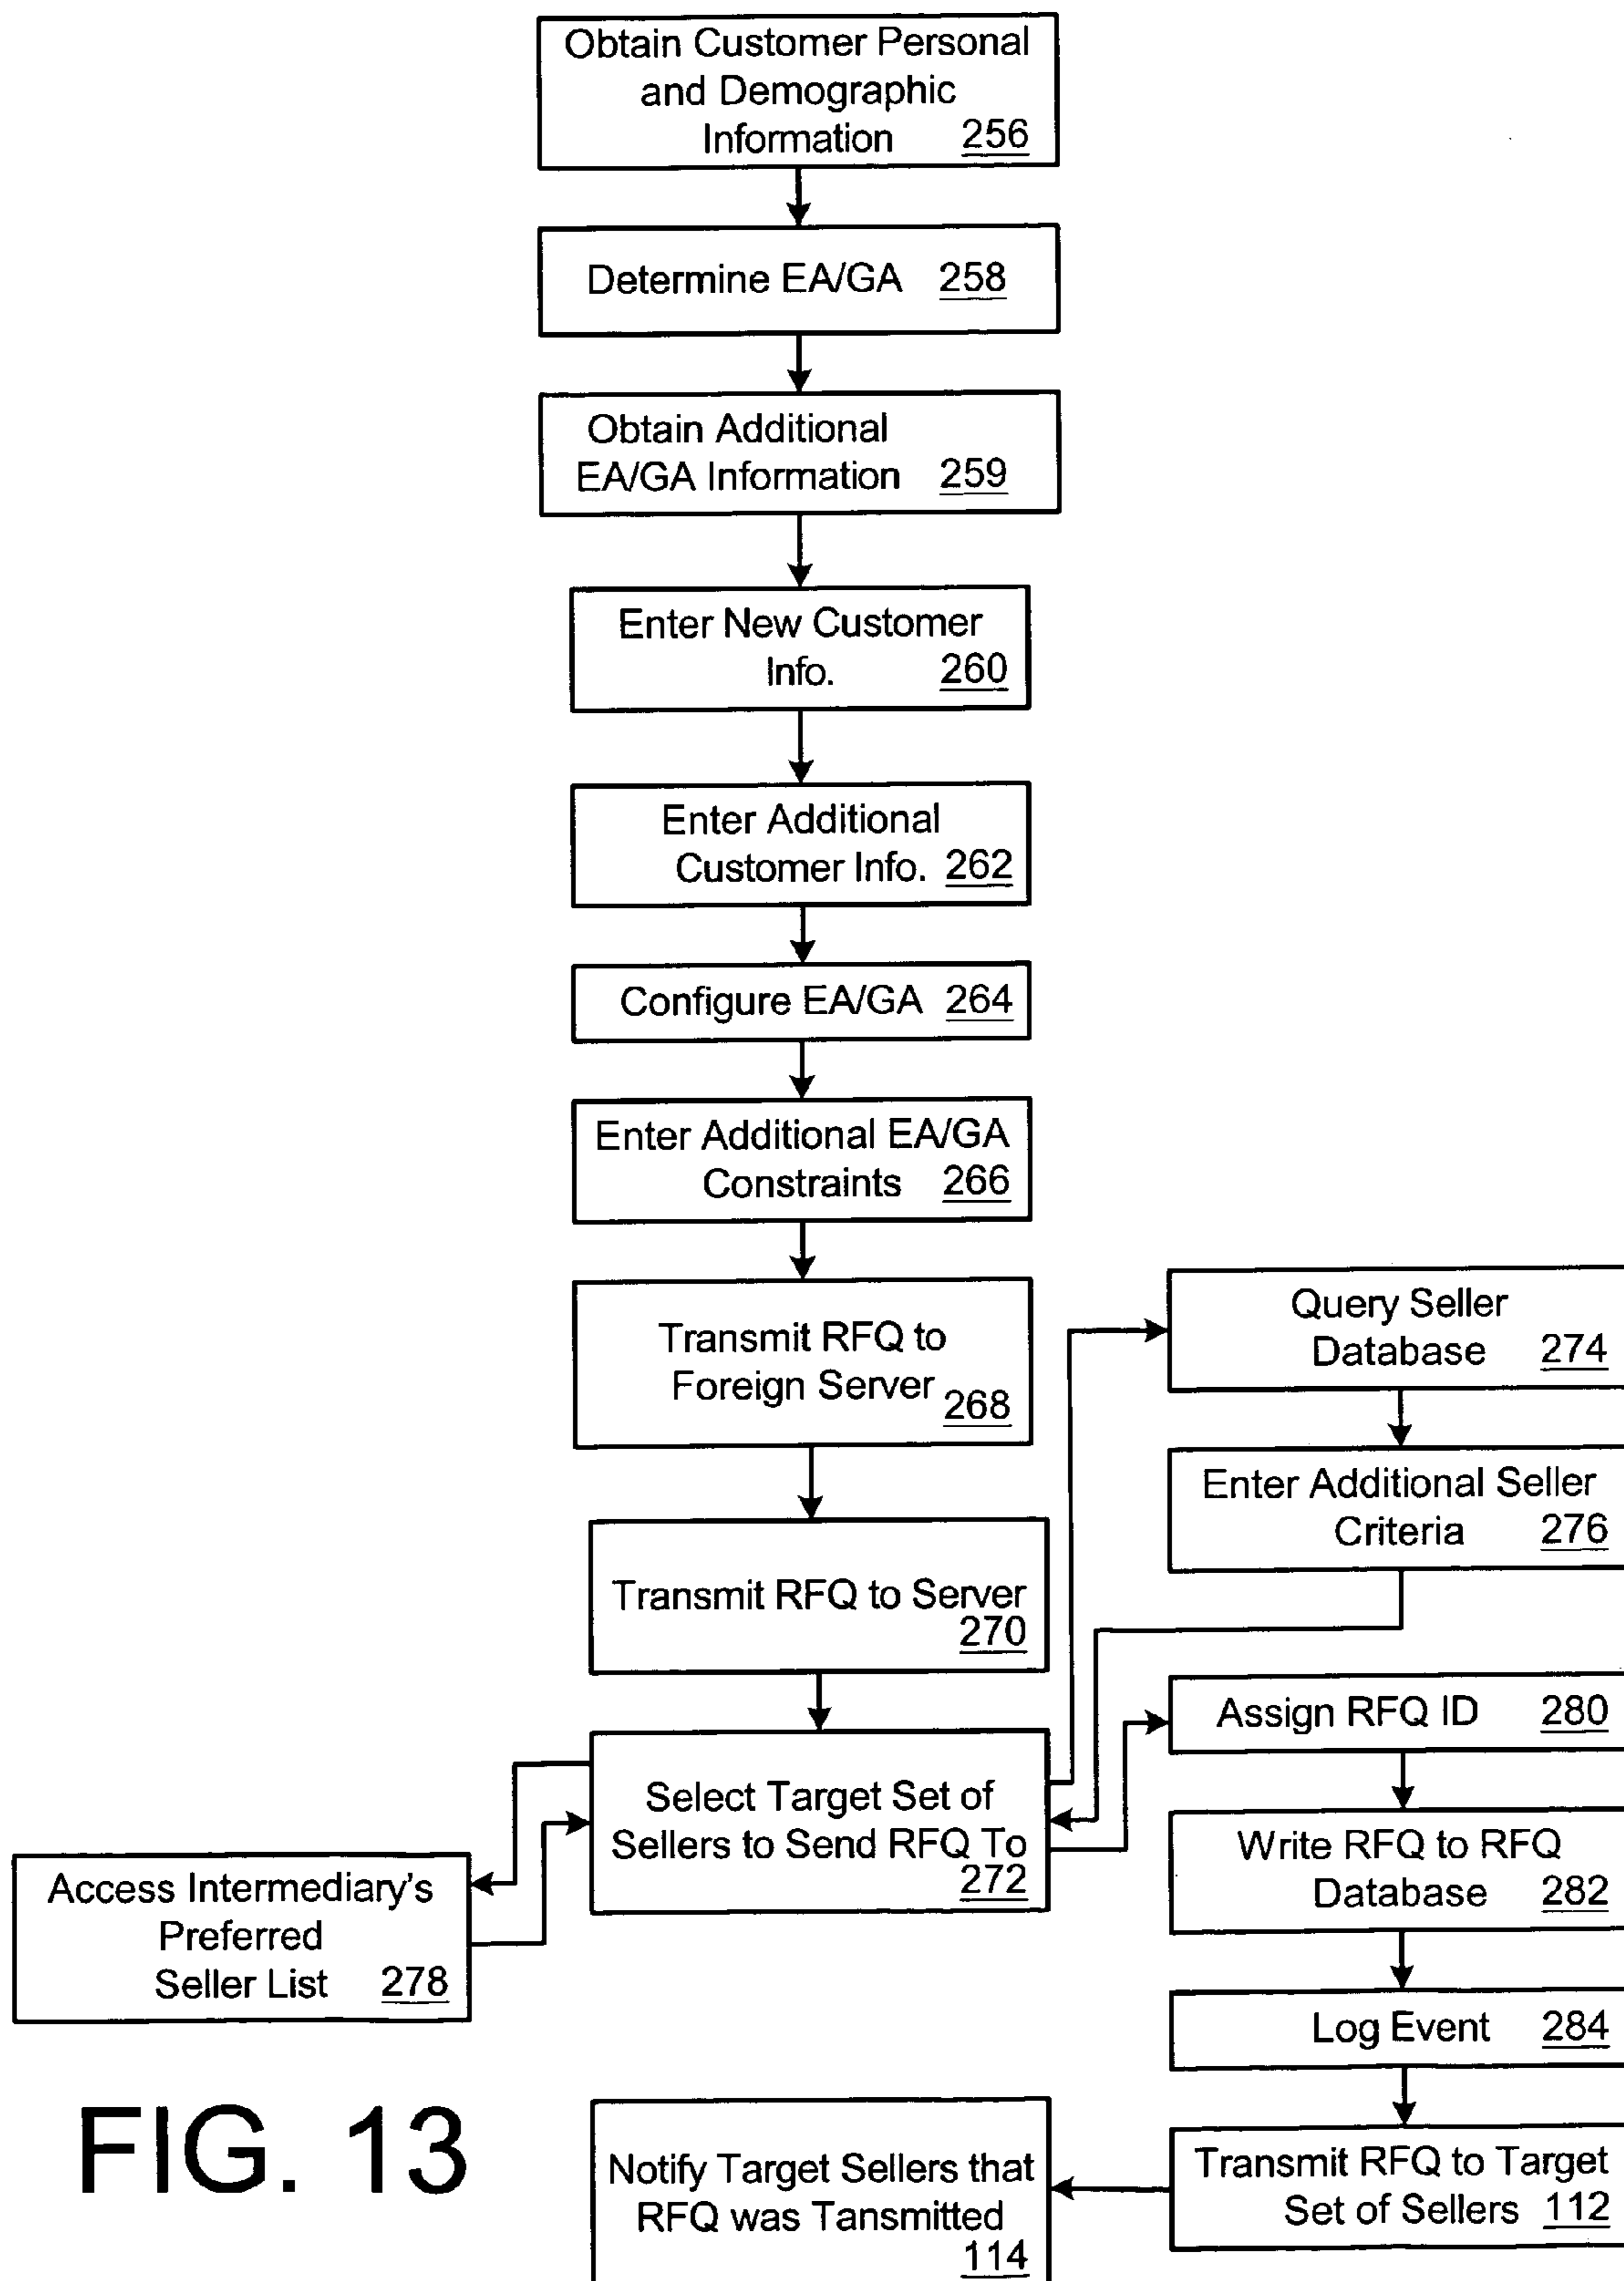 Obtain Customer Personal
and Demographic
Information 256
Determine EA/GA 258
Obtain Additional
EA/GA Information 259
Enter New Customer
Info. 260
Enter Additional
Customer Info. 262
Configure EA/GA 264
Enter Additional EA/GA
Constraints 266
Transmit RFQ to
Foreign Server 268
Transmit RFQ to Server
270
Select Target Set of
Sellers to Send RFQ To
272
Query Seller
Database 274
Enter Additional Seller
Criteria 276
Access Intermediary's
Preferred
Seller List 278
Assign RFQ ID 280
Write RFQ to RFQ
Database 282
Log Event 284
Transmit RFQ to Target
Set of Sellers 112
Notify Target Sellers that
RFQ was Tansmitted
114
FIG. 13